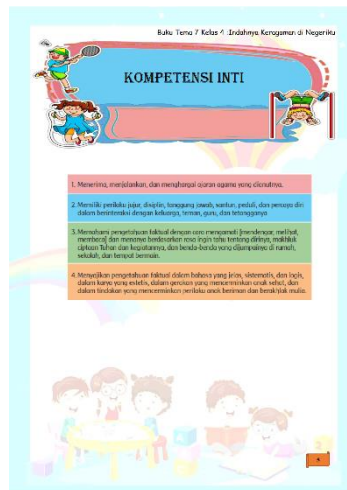 Buku Tema 7 Kelas 4 :Indahnya Keragaman di Negeriku
KOMPETENSI INTI
1. Menerima, menjalankan, dan menghargai ajaran agama yang dianutnya.
2. Memiliki perilaku jujur, disiplin, tanggung jawab, santun, peduli, dan percaya diri
dalam berinteraksi dengan keluarga, teman, guru, dan tetangganya
3. Memahami pengetahuan faktual dengan cara mengamati [mendengar, melihat,
membaca] dan menanya berdasarkan rasa ingin tahu tentang dirinya, makhluk
ciptaan Tuhan dan kegiatannya, dan benda-benda yang dijumpainya di rumah,
sekolah, dan tempat bermain.
4. Menyajikan pengetahuan faktual dalam bahasa yang jelas, sistematis, dan logis,
dalam karya yang estetis, dalam gerakan yang mencerminkan anak sehat, dan
dalam tindakan yang mencerminkan perilaku anak beriman dan berakhlak mulia.